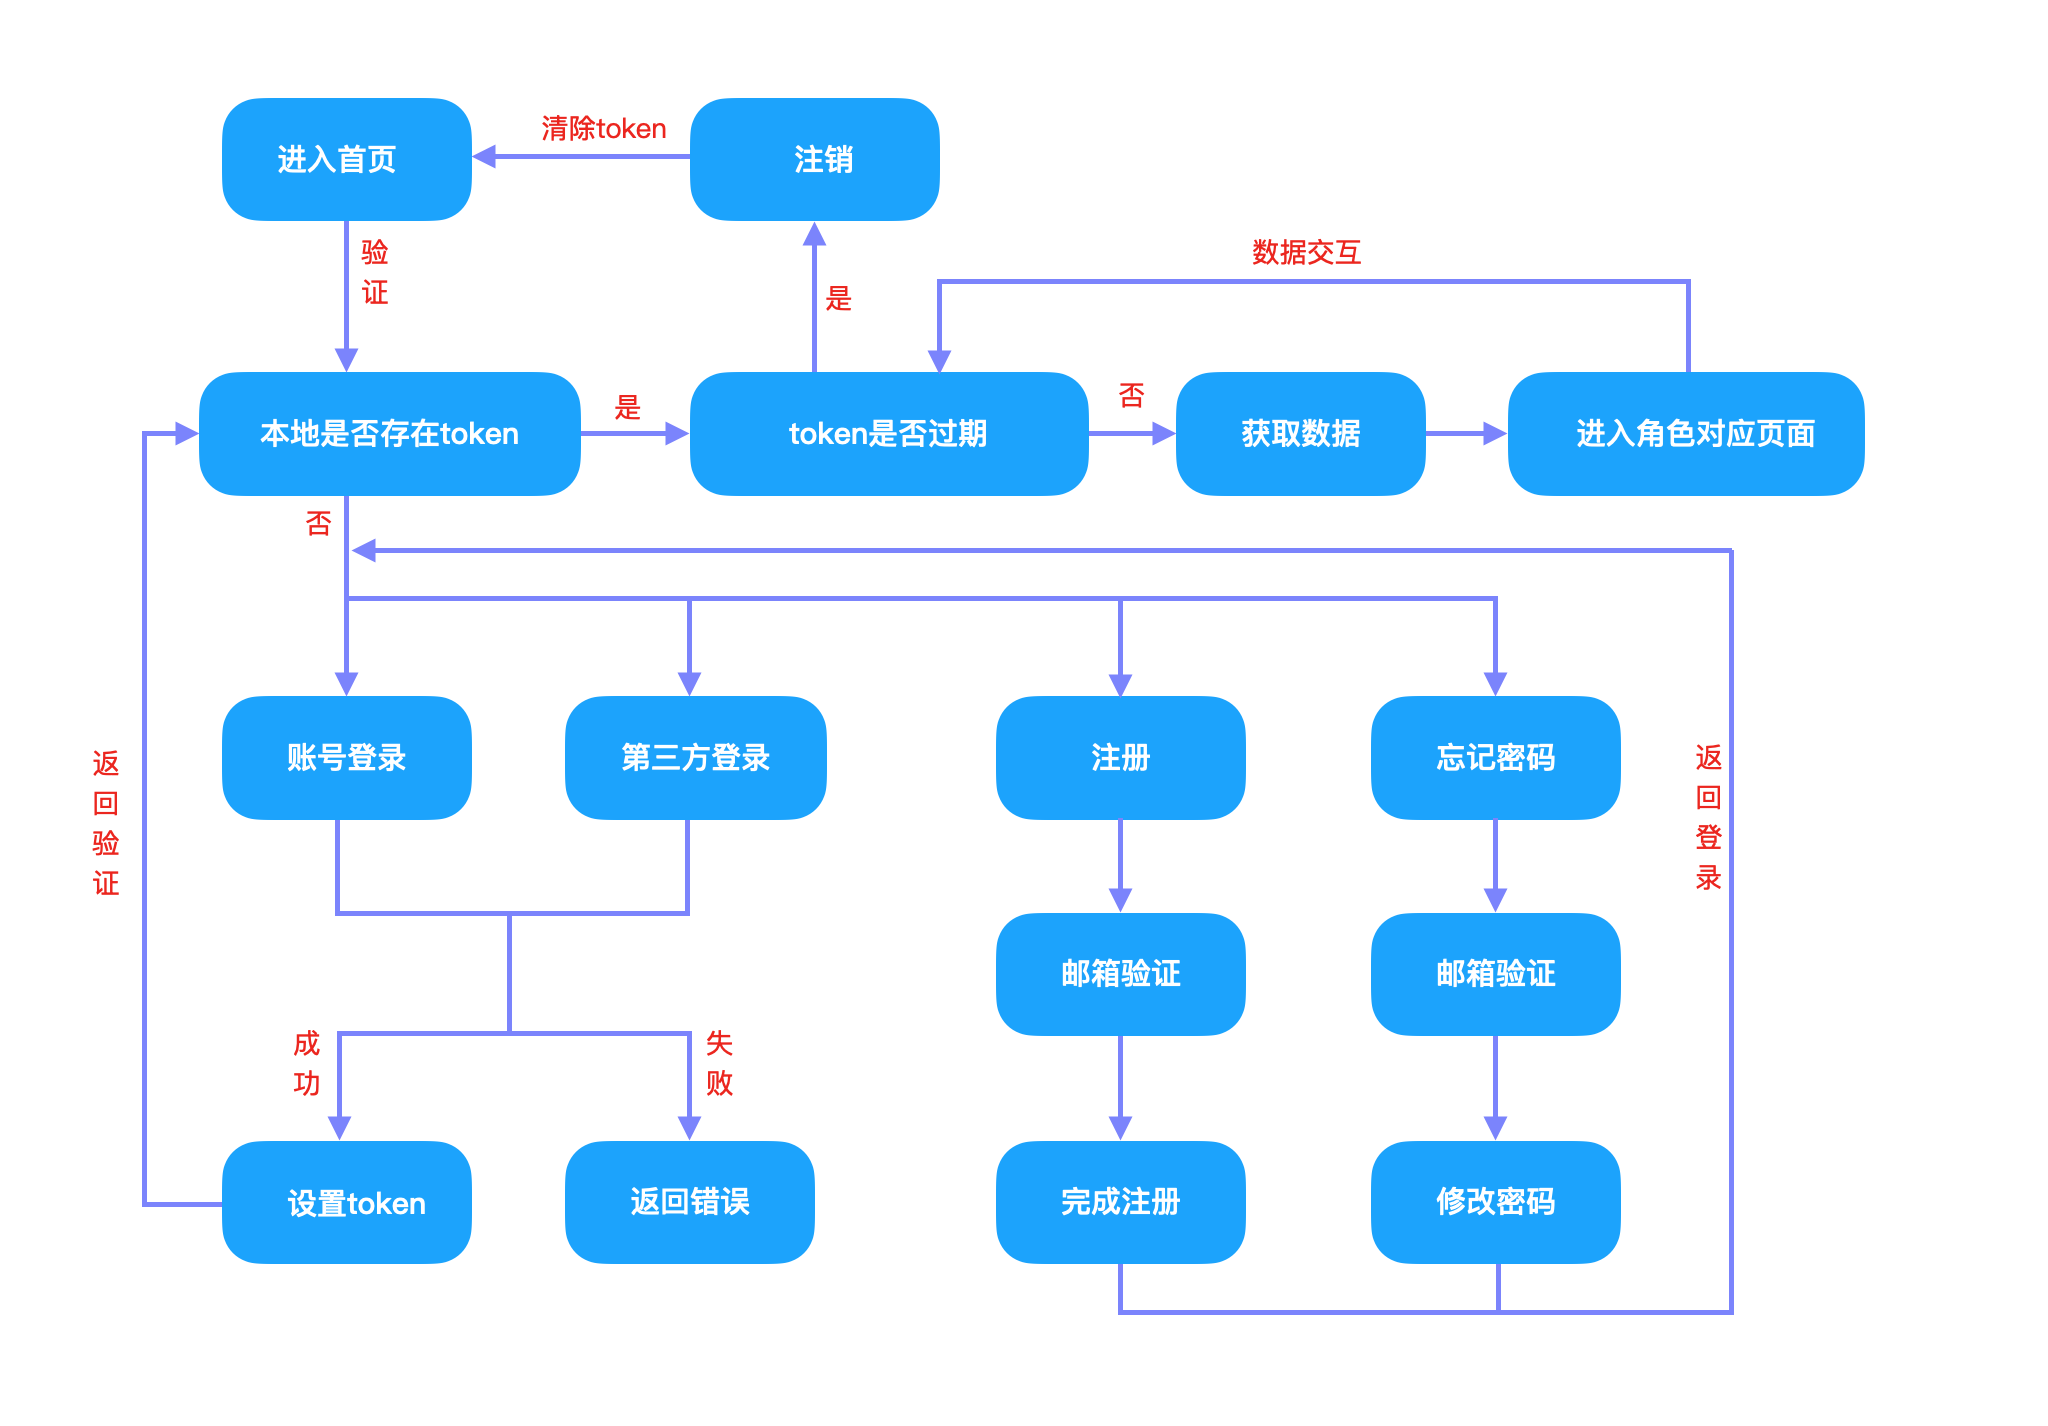 清除token
进入首页
注销
验
证
数据交互
是
否
是
本地是否存在token
token是否过期
获取数据
进入角色对应页面
否
账号登录
第三方登录
注册
忘记密码
返
回
验
证
返
回
登
录
邮箱验证
邮箱验证
成
功
失
败
设置token
返回错误
完成注册
修改密码